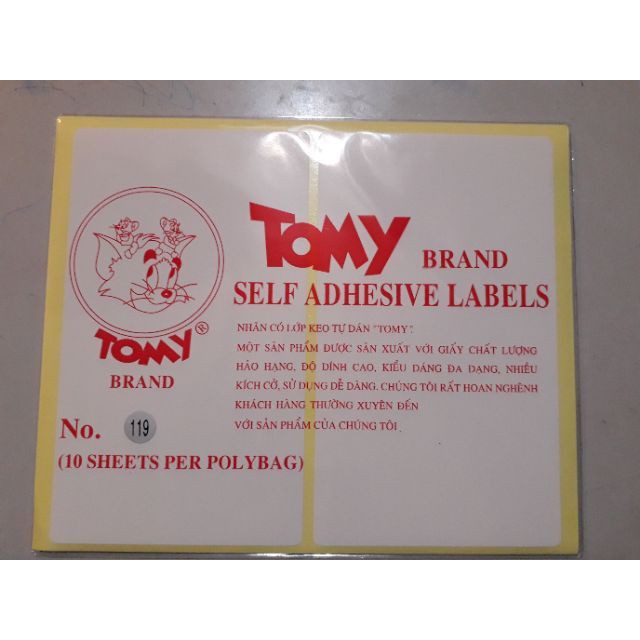 TOMY BRAND
SELF ADHESIVE LABELS
NHÃN CÓ LỚP KEO TỰ DÁN "TOMY".
MỘT SẢN PHẨM ĐƯỢC SẢN XUẤT VỚI GIẤY CHẤT LƯỢNG
HẢO HẠNG, ĐỘ DÍNH CAO, KIỂU DÁNG ĐA DẠNG, NHIỀU
KÍCH CỞ, SỬ DỤNG DỄ DÀNG. CHÚNG TÔI RẤT HOAN NGHÊNH
KHÁCH HÀNG THƯỜNG XUYÊN ĐẾN
VỚI SẢN PHẨM CỦA CHÚNG TÔI.
TOMY®
BRAND
No. 119
(10 SHEETS PER POLYBAG)